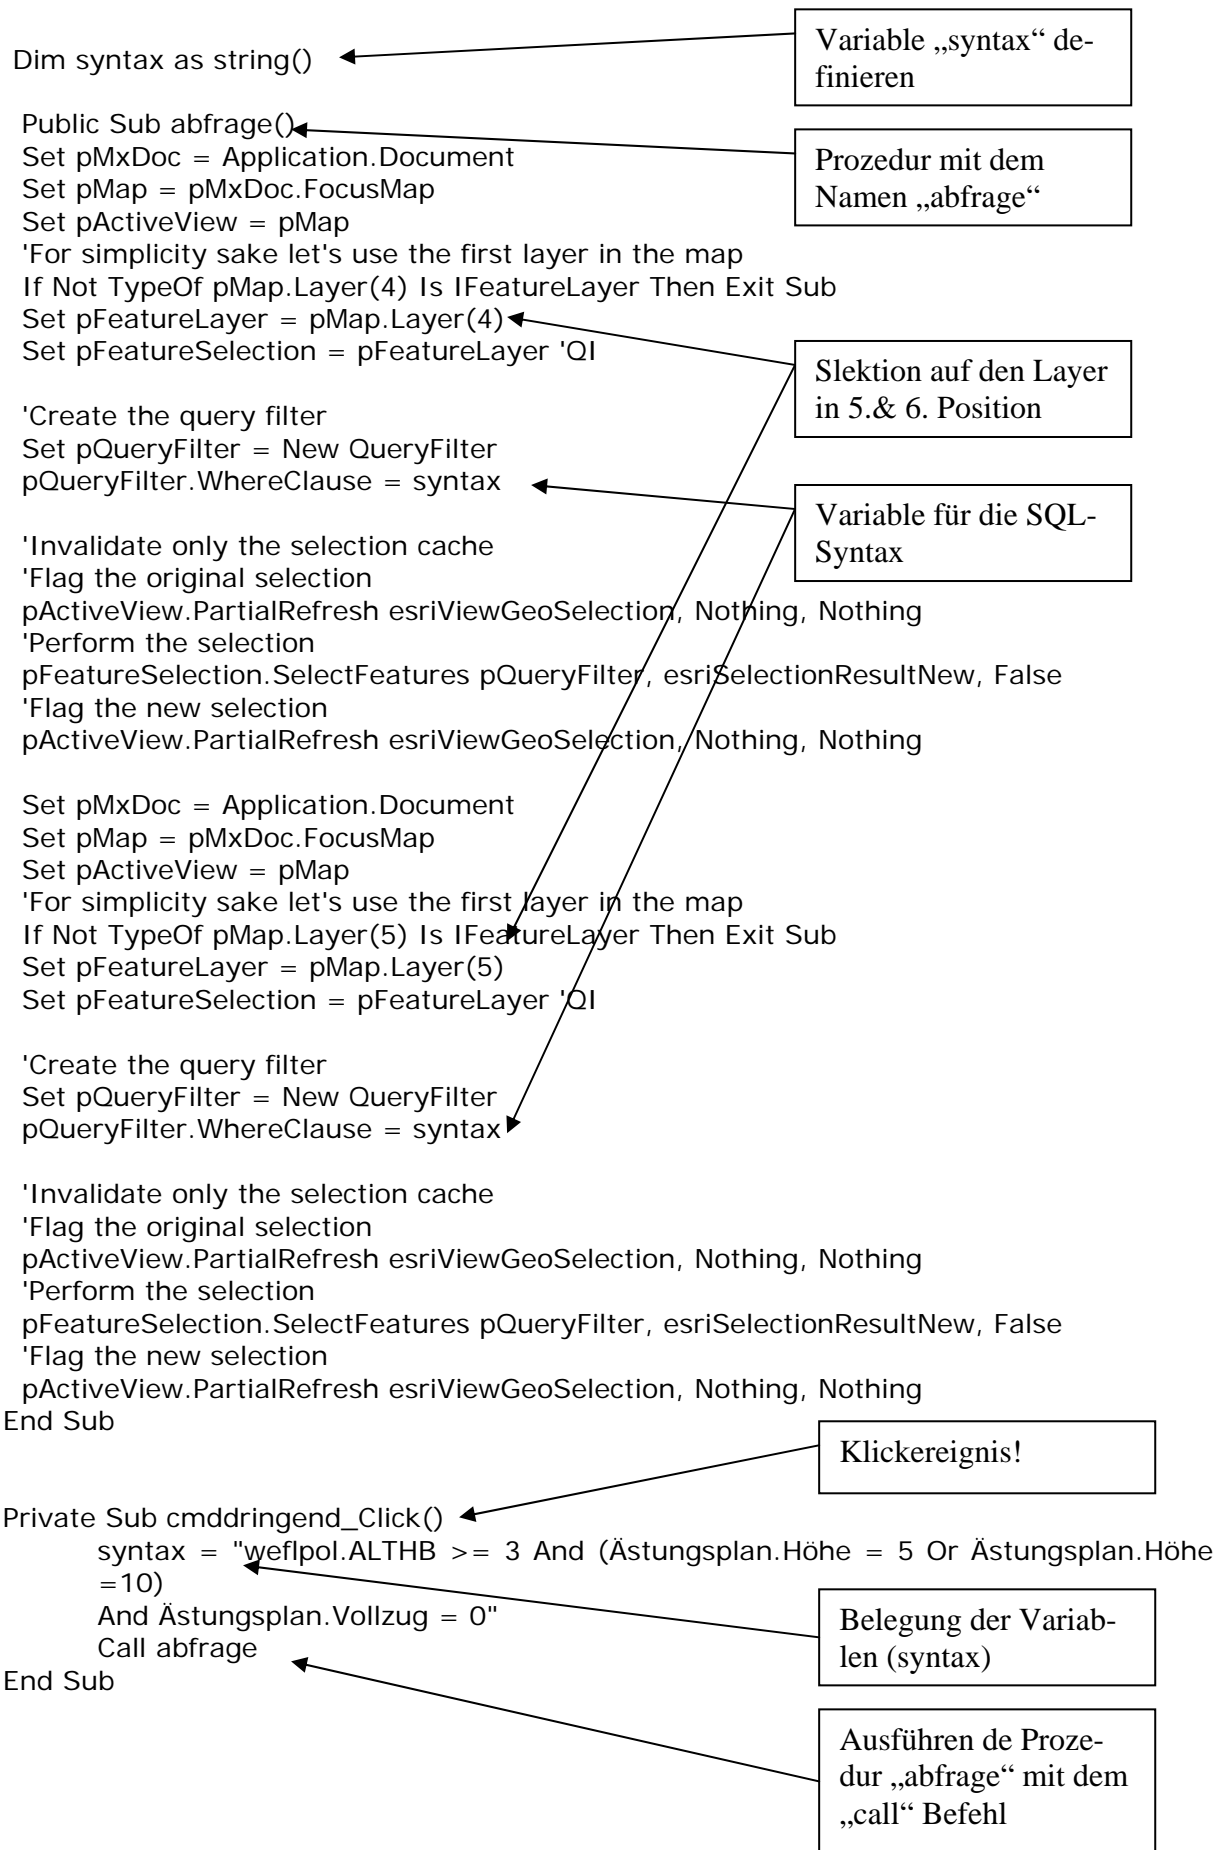 Dim syntax as string()
Variable „syntax“ de-
finieren
Public Sub abfrage()
Set pMxDoc = Application.Document
Set pMap = pMxDoc.FocusMap
Set pActiveView = pMap
Prozedur mit dem
Namen „abfrage“
'For simplicity sake let's use the first layer in the map
If Not TypeOf pMap.Layer(4) Is IFeatureLayer Then Exit Sub
Set pFeatureLayer = pMap.Layer(4)
Set pFeatureSelection = pFeatureLayer 'QI
Slektion auf den Layer
in 5.& 6. Position
'Create the query filter
Set pQueryFilter = New QueryFilter
pQueryFilter.WhereClause = syntax
Variable für die SQL-
Syntax
'Invalidate only the selection cache
'Flag the original selection
pActiveView.PartialRefresh esriViewGeoSelection, Nothing, Nothing
'Perform the selection
pFeatureSelection.SelectFeatures pQueryFilter, esriSelectionResultNew, False
'Flag the new selection
pActiveView.PartialRefresh esriViewGeoSelection, Nothing, Nothing
Set pMxDoc = Application.Document
Set pMap = pMxDoc.FocusMap
Set pActiveView = pMap
'For simplicity sake let's use the first layer in the map
If Not TypeOf pMap.Layer(5) Is IFeatureLayer Then Exit Sub
Set pFeatureLayer = pMap.Layer(5)
Set pFeatureSelection = pFeatureLayer 'QI
'Create the query filter
Set pQueryFilter = New QueryFilter
pQueryFilter.WhereClause = syntax
'Invalidate only the selection cache
'Flag the original selection
pActiveView.PartialRefresh esriViewGeoSelection, Nothing, Nothing
'Perform the selection
pFeatureSelection.SelectFeatures pQueryFilter, esriSelectionResultNew, False
'Flag the new selection
pActiveView.PartialRefresh esriViewGeoSelection, Nothing, Nothing
End Sub
Klickereignis!
Private Sub cmddringend_Click()
syntax = "weflpol.ALTHB >= 3 And (Ästungsplan.Höhe = 5 Or Ästungsplan.Höhe
=10)
And Ästungsplan.Vollzug = 0"
Call abfrage
End Sub
Belegung der Variab-
len (syntax)
Ausführen de Proze-
dur „abfrage“ mit dem
„call“ Befehl